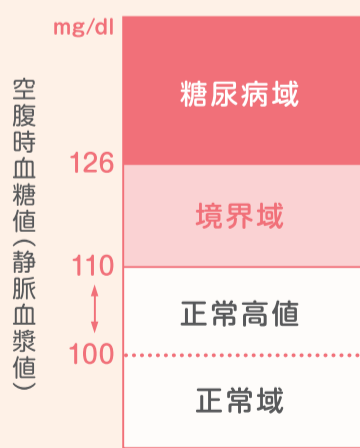 mg/dl
空腹時血糖値(静脈血漿値)
糖尿病域
126
境界域
110
正常高値
100
正常域